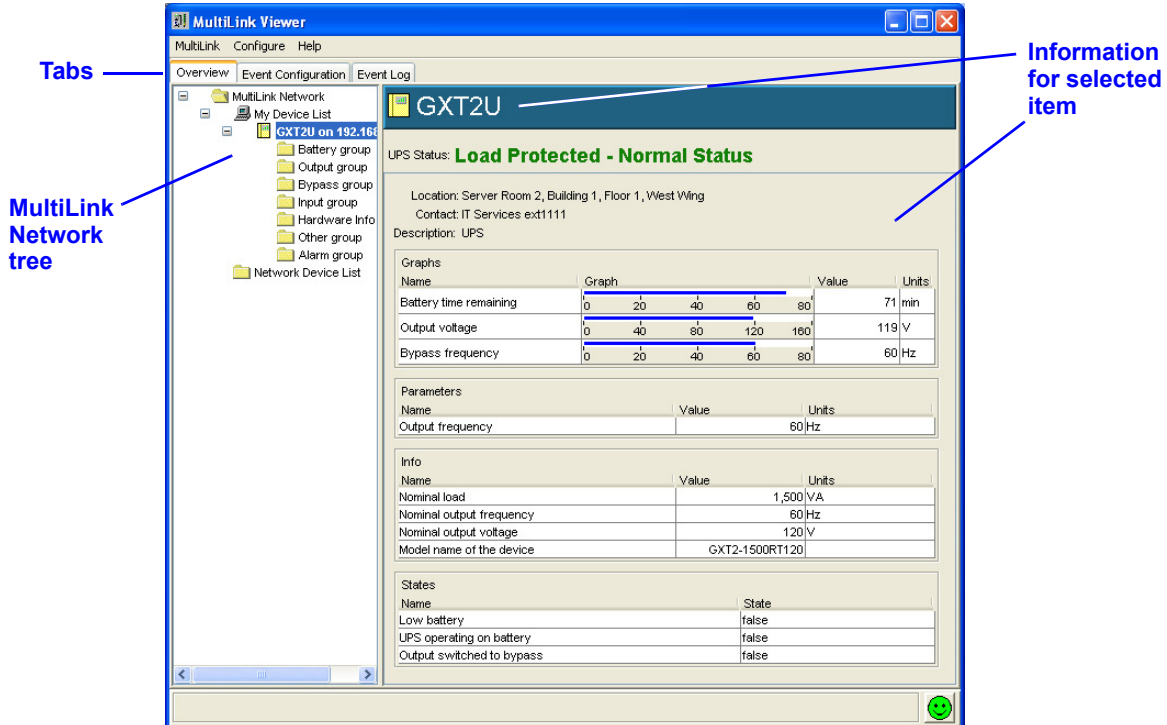 MultiLink Viewer
MultiLink Configure Help
Tabs
Overview Event Configuration Event Log
Information
for selected
item
MultiLink Network
My Device List
GXT2U on 192.168
Battery group
Output group
Bypass group
Input group
Hardware Info
Other group
Alarm group
Network Device List
MultiLink
Network
tree
GXT2U
UPS Status: Load Protected - Normal Status
Location: Server Room 2, Building 1, Floor 1, West Wing
Contact: IT Services ext1111
Description: UPS
Graphs
Name Graph Value Units
Battery time remaining 0 20 40 60 80 71 min
Output voltage 0 40 80 120 160 119 V
Bypass frequency 0 20 40 60 80 60 Hz
Parameters
Name Value Units
Output frequency 60 Hz
Info
Name Value Units
Nominal load 1,500 VA
Nominal output frequency 60 Hz
Nominal output voltage 120 V
Model name of the device GXT2-1500RT120
States
Name State
Low battery false
UPS operating on battery false
Output switched to bypass false